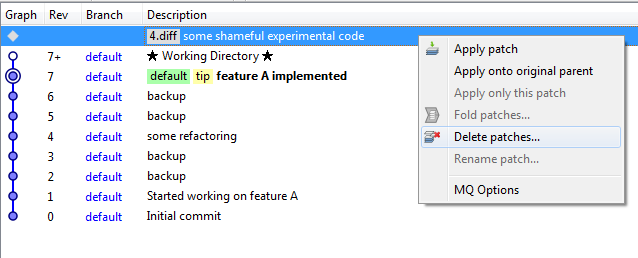 Graph Rev Branch Description
4.diff some shameful experimental code
7+ default ★ Working Directory ★
7 default default tip feature A implemented
6 default backup
5 default backup
4 default some refactoring
3 default backup
2 default backup
1 default Started working on feature A
0 default Initial commit
Apply patch
Apply onto original parent
Apply only this patch
Fold patches...
Delete patches...
Rename patch...
MQ Options